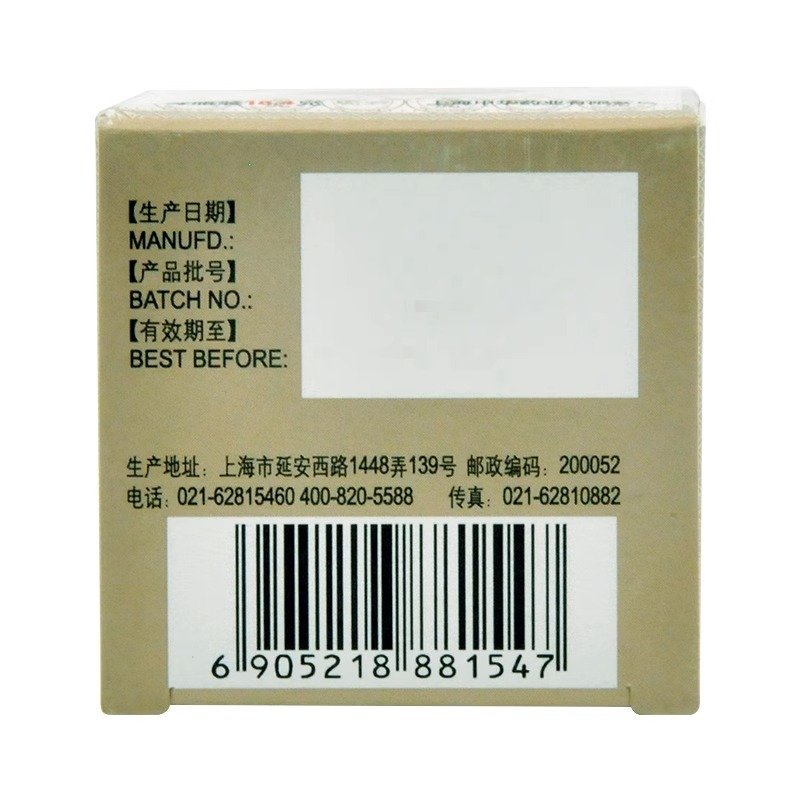 【生产日期】
MANUFD.:
【产品批号】
BATCH NO.:
【有效期至】
BEST BEFORE:
生产地址：上海市延安西路1448弄139号 邮政编码：200052
电话：021-62815460 400-820-5588 传真：021-62810882
6 905218 881547